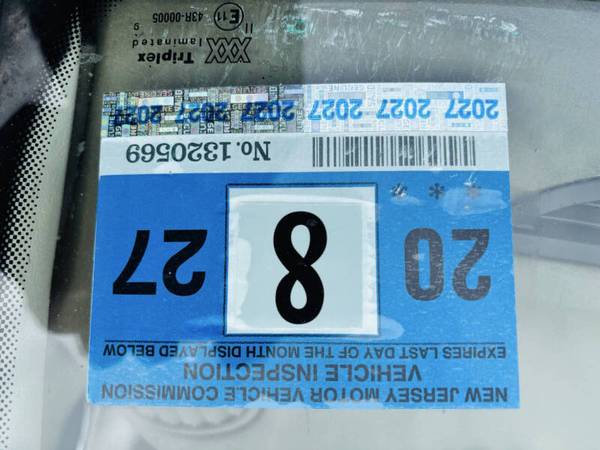 NEW JERSEY MOTOR VEHICLE COMMISSION
VEHICLE INSPECTION
EXPIRES LAST DAY OF THE MONTH DISPLAYED BELOW
20 8 27
* * *
No. 1320569
2027 2027 2027 2027 2027 2027
Triplex
XXX laminated
E11
43R-00005